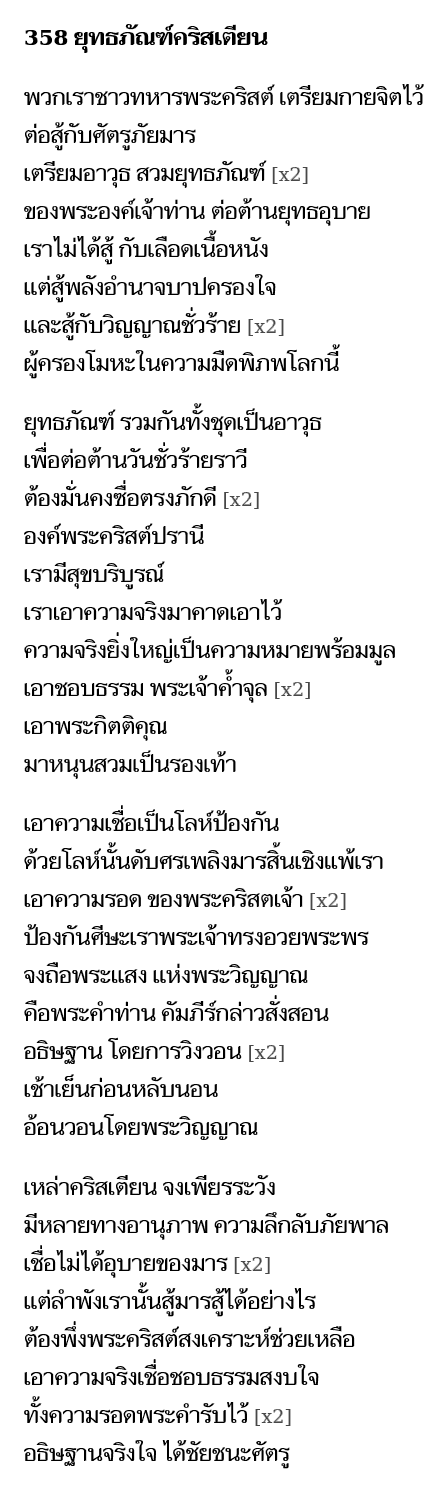 358 ยุทธภัณฑ์คริสเตียน
พวกเราชาวทหารพระคริสต์ เตรียมกายจิตไว้
ต่อสู้กับศัตรูภัยมาร
เตรียมอาวุธ สวมยุทธภัณฑ์ [x2]
ของพระองค์เจ้าท่าน ต่อต้านยุทธอุบาย
เราไม่ได้สู้ กับเลือดเนื้อหนัง
แต่สู้พลังอำนาจบาปครองใจ
และสู้กับวิญญาณชั่วร้าย [x2]
ผู้ครองโมหะในความมืดพิภพโลกนี้
ยุทธภัณฑ์ รวมกันทั้งชุดเป็นอาวุธ
เพื่อต่อต้านวันชั่วร้ายราวี
ต้องมั่นคงซื่อตรงภักดี [x2]
องค์พระคริสต์ปรานี
เรามีสุขบริบูรณ์
เราเอาความจริงมาคาดเอาไว้
ความจริงยิ่งใหญ่เป็นความหมายพร้อมมูล
เอาชอบธรรม พระเจ้าค้ำจุล [x2]
เอาพระกิตติคุณ
มาหนุนสวมเป็นรองเท้า
เอาความเชื่อเป็นโลห์ป้องกัน
ด้วยโลห์นั้นดับศรเพลิงมารสิ้นเชิงแพ้เรา
เอาความรอด ของพระคริสตเจ้า [x2]
ป้องกันศีษะเราพระเจ้าทรงอวยพระพร
จงถือพระแสง แห่งพระวิญญาณ
คือพระคำท่าน คัมภีร์กล่าวสั่งสอน
อธิษฐาน โดยการวิงวอน [x2]
เช้าเย็นก่อนหลับนอน
อ้อนวอนโดยพระวิญญาณ
เหล่าคริสเตียน จงเพียรระวัง
มีหลายทางอานุภาพ ความลึกลับภัยพาล
เชื่อไม่ได้อุบายของมาร [x2]
แต่ลำพังเรานั้นสู้มารสู้ได้อย่างไร
ต้องพึ่งพระคริสต์สงเคราะห์ช่วยเหลือ
เอาความจริงเชื่อชอบธรรมสงบใจ
ทั้งความรอดพระคำรับไว้ [x2]
อธิษฐานจริงใจ ได้ชัยชนะศัตรู